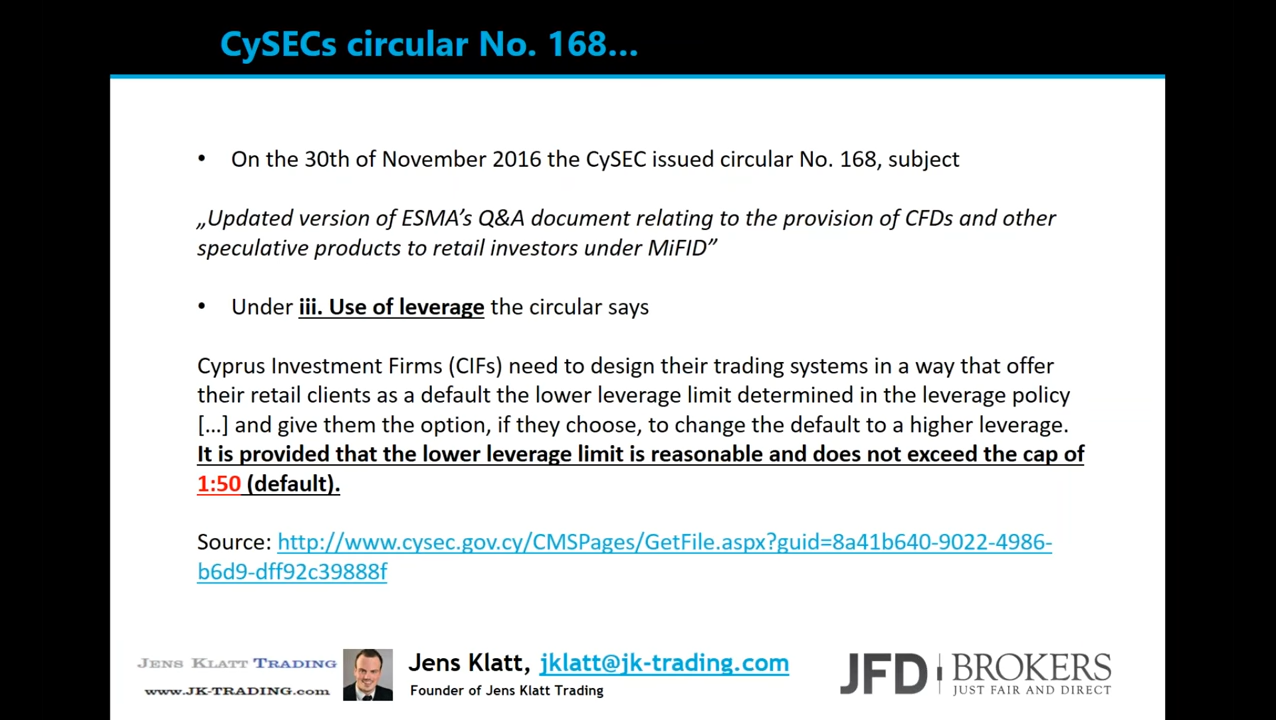 CySECs circular No. 168...
• On the 30th of November 2016 the CySEC issued circular No. 168, subject
„Updated version of ESMA’s Q&A document relating to the provision of CFDs and other
speculative products to retail investors under MiFID”
• Under iii. Use of leverage the circular says
Cyprus Investment Firms (CIFs) need to design their trading systems in a way that offer
their retail clients as a default the lower leverage limit determined in the leverage policy
[…] and give them the option, if they choose, to change the default to a higher leverage.
It is provided that the lower leverage limit is reasonable and does not exceed the cap of
1:50 (default).
Source: http://www.cysec.gov.cy/CMSPages/GetFile.aspx?guid=8a41b640-9022-4986-
b6d9-dff92c39888f
JENS KLATT TRADING
www.JK-TRADING.com
Jens Klatt, jklatt@jk-trading.com
Founder of Jens Klatt Trading
JFD BROKERS
JUST FAIR AND DIRECT